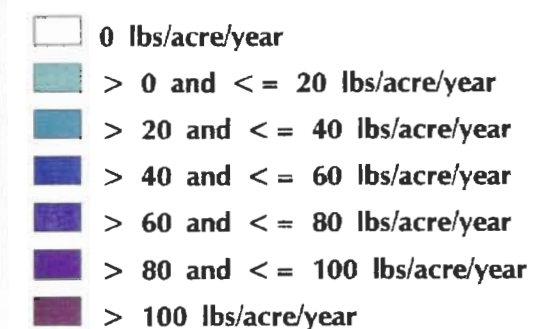 0 lbs/acre/year
> 0 and <= 20 lbs/acre/year
> 20 and <= 40 lbs/acre/year
> 40 and <= 60 lbs/acre/year
> 60 and <= 80 lbs/acre/year
> 80 and <= 100 lbs/acre/year
> 100 lbs/acre/year